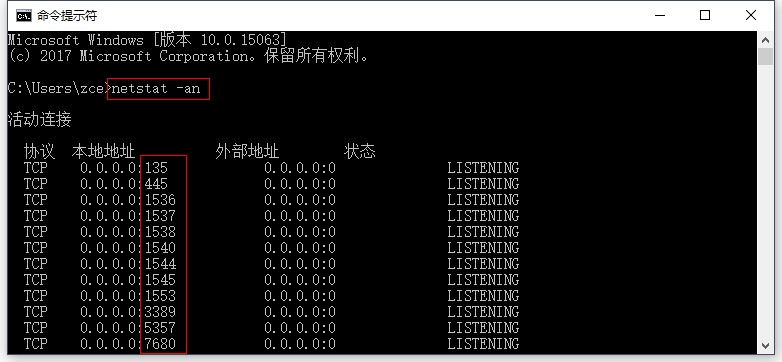 命令提示符
Microsoft Windows [版本 10.0.15063]
(c) 2017 Microsoft Corporation。保留所有权利。
C:\Users\zce>netstat -an
活动连接
协议 本地地址 外部地址 状态
TCP 0.0.0.0:135 0.0.0.0:0 LISTENING
TCP 0.0.0.0:445 0.0.0.0:0 LISTENING
TCP 0.0.0.0:1536 0.0.0.0:0 LISTENING
TCP 0.0.0.0:1537 0.0.0.0:0 LISTENING
TCP 0.0.0.0:1538 0.0.0.0:0 LISTENING
TCP 0.0.0.0:1540 0.0.0.0:0 LISTENING
TCP 0.0.0.0:1544 0.0.0.0:0 LISTENING
TCP 0.0.0.0:1545 0.0.0.0:0 LISTENING
TCP 0.0.0.0:1553 0.0.0.0:0 LISTENING
TCP 0.0.0.0:3389 0.0.0.0:0 LISTENING
TCP 0.0.0.0:5357 0.0.0.0:0 LISTENING
TCP 0.0.0.0:7680 0.0.0.0:0 LISTENING